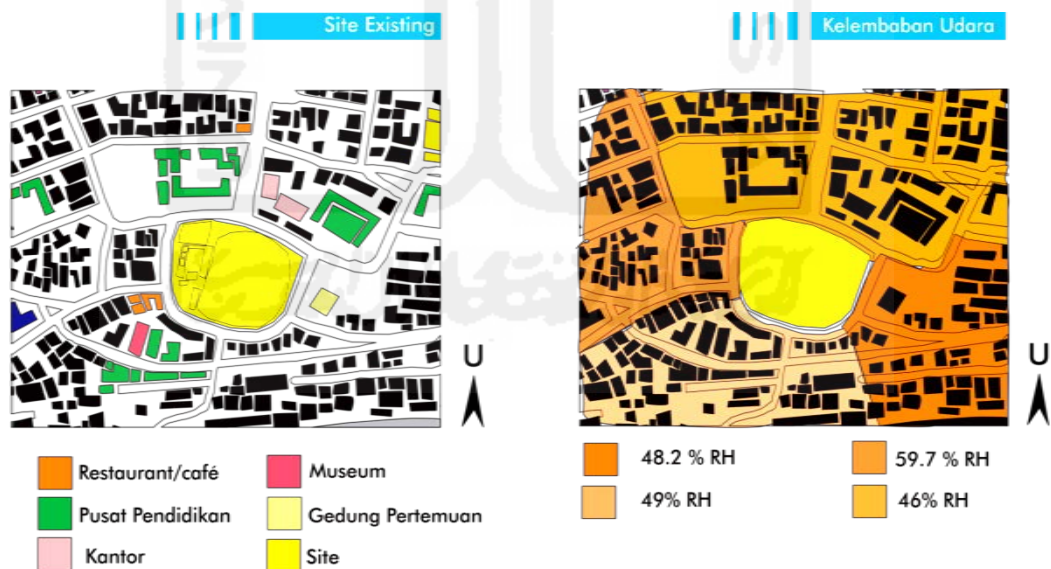 Site Existing
Kelembaban Udara
U
U
Restaurant/café
Museum
Pusat Pendidikan
Gedung Pertemuan
Kantor
Site
48.2 % RH
59.7 % RH
49% RH
46% RH